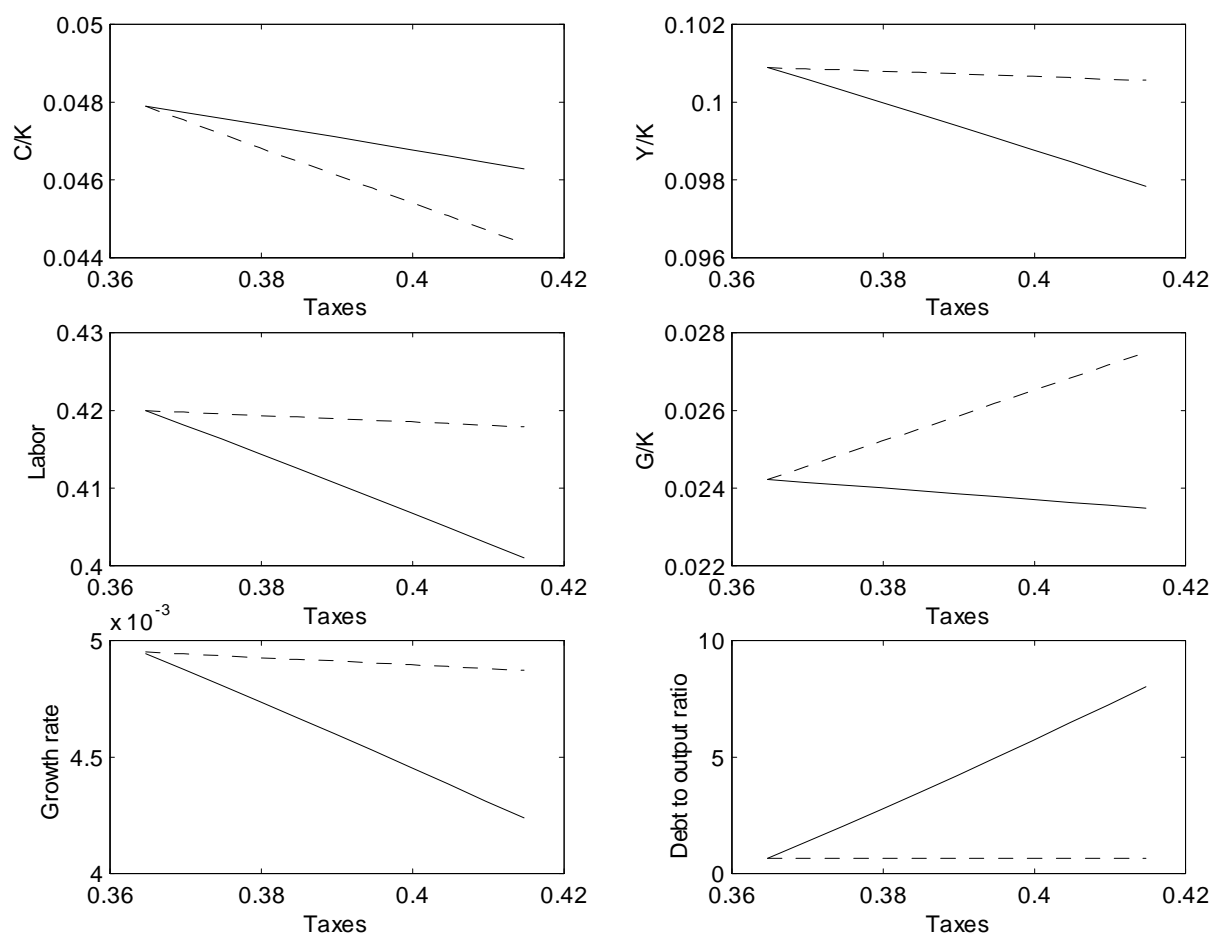 0.05
0.048
0.046
0.044
C/K
0.36 0.38 0.4 0.42
Taxes
0.102
0.1
0.098
0.096
Y/K
0.36 0.38 0.4 0.42
Taxes
0.43
0.42
0.41
0.4
Labor
0.36 0.38 0.4 0.42
Taxes
0.028
0.026
0.024
0.022
G/K
0.36 0.38 0.4 0.42
Taxes
x 10⁻³
5
4.5
4
Growth rate
0.36 0.38 0.4 0.42
Taxes
10
5
0
Debt to output ratio
0.36 0.38 0.4 0.42
Taxes